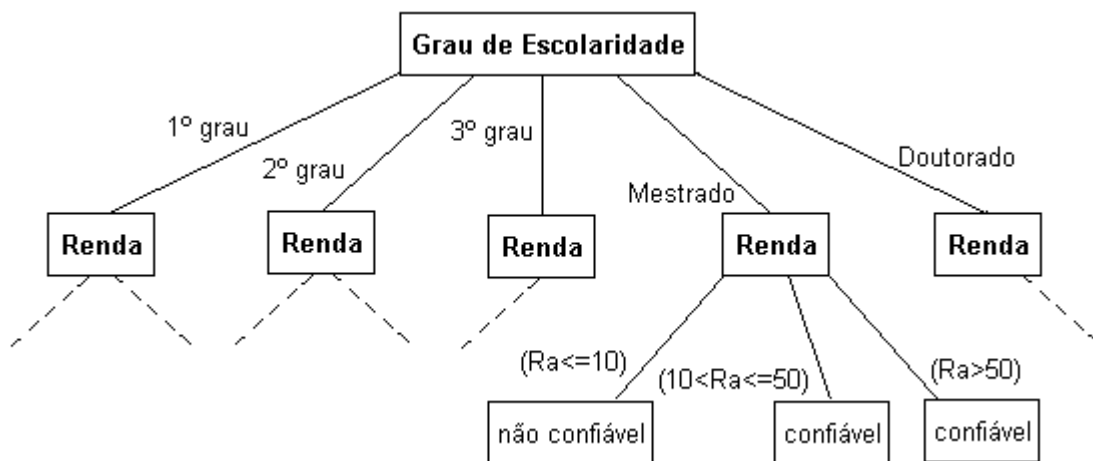 Grau de Escolaridade
1º grau
2º grau
3º grau
Mestrado
Doutorado
Renda
Renda
Renda
Renda
Renda
(Ra<=10)
(10<Ra<=50)
(Ra>50)
não confiável
confiável
confiável